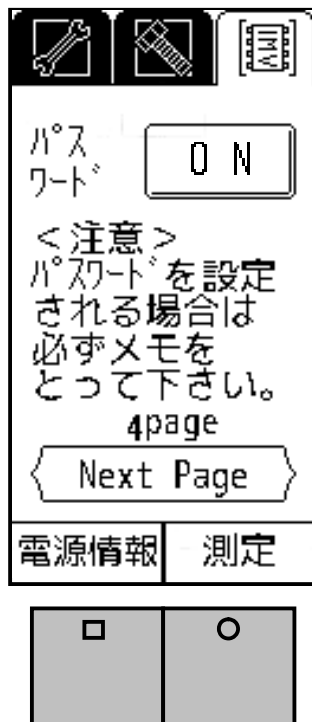 パスワード
ON
<注意>
パスワードを設定
される場合は
必ずメモを
とって下さい。
4page
Next Page
電源情報 測定